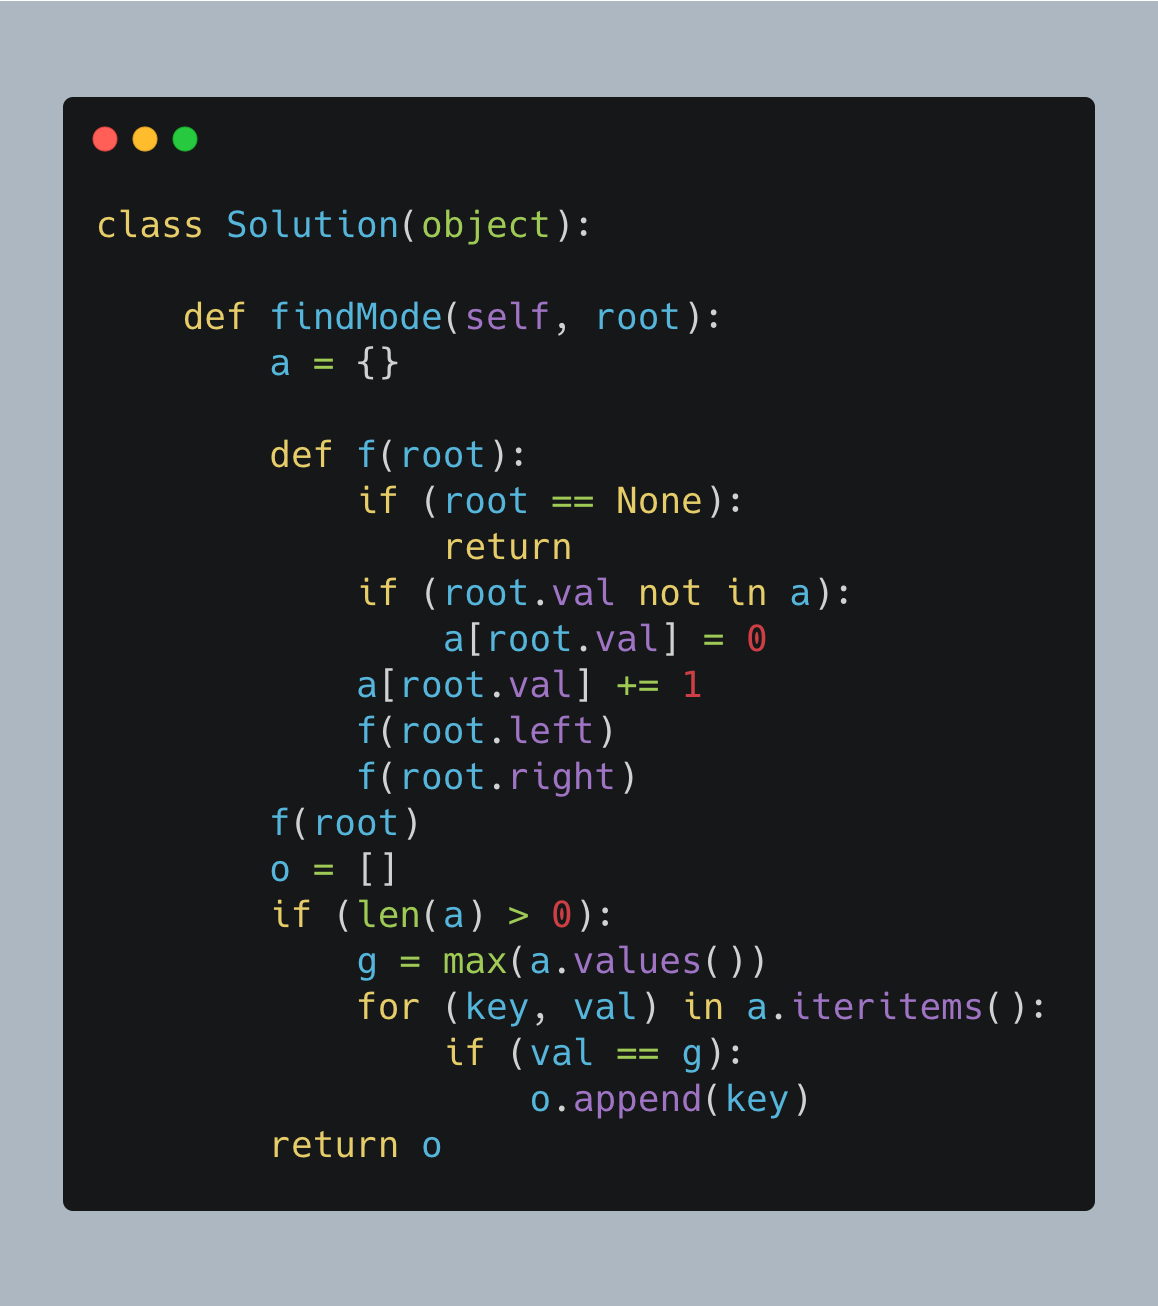 class Solution(object):

    def findMode(self, root):
        a = {}

        def f(root):
            if (root == None):
                return
            if (root.val not in a):
                a[root.val] = 0
            a[root.val] += 1
            f(root.left)
            f(root.right)
        f(root)
        o = []
        if (len(a) > 0):
            g = max(a.values())
            for (key, val) in a.iteritems():
                if (val == g):
                    o.append(key)
        return o